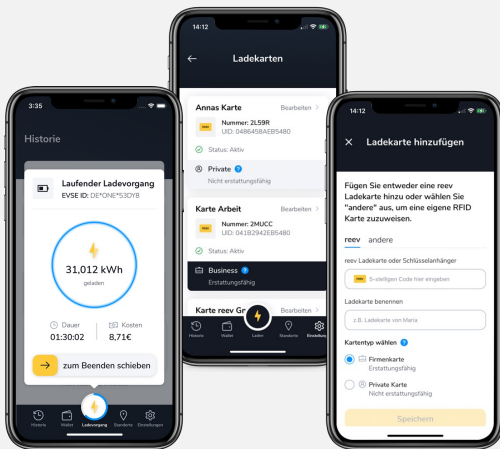 3:35
Historie
Laufender Ladevorgang
EVSE ID: DE*ONE*53DY8
31,012 kWh
geladen
Dauer
01:30:02
Kosten
8,71€
zum Beenden schieben
Historie
Wallet
Ladevorgang
Standorte
Einstellungen
14:12
Ladekarten
Annas Karte
Bearbeiten
Nummer: 2L59R
UID: 0486458AEB5480
Status: Aktiv
Private
Nicht erstattungsfähig
Karte Arbeit
Bearbeiten
Nummer: 2MUCC
UID: 041B2942EB5480
Status: Aktiv
Business
Erstattungsfähig
Karte reev Gr
Bearbeiten
Historie
Wallet
Laden
Standorte
Einstellungen
14:12
Ladekarte hinzufügen
Fügen Sie entweder eine reev
Ladekarte hinzu oder wählen Sie
"andere" aus, um eine eigene RFID
Karte zuzuweisen.
reev andere
reev Ladekarte oder Schlüsselanhänger
5-stelligen Code hier eingeben
Ladekarte benennen
z.B. Ladekarte von Maria
Kartentyp wählen
Firmenkarte
Erstattungsfähig
Private Karte
Nicht erstattungsfähig
Speichern